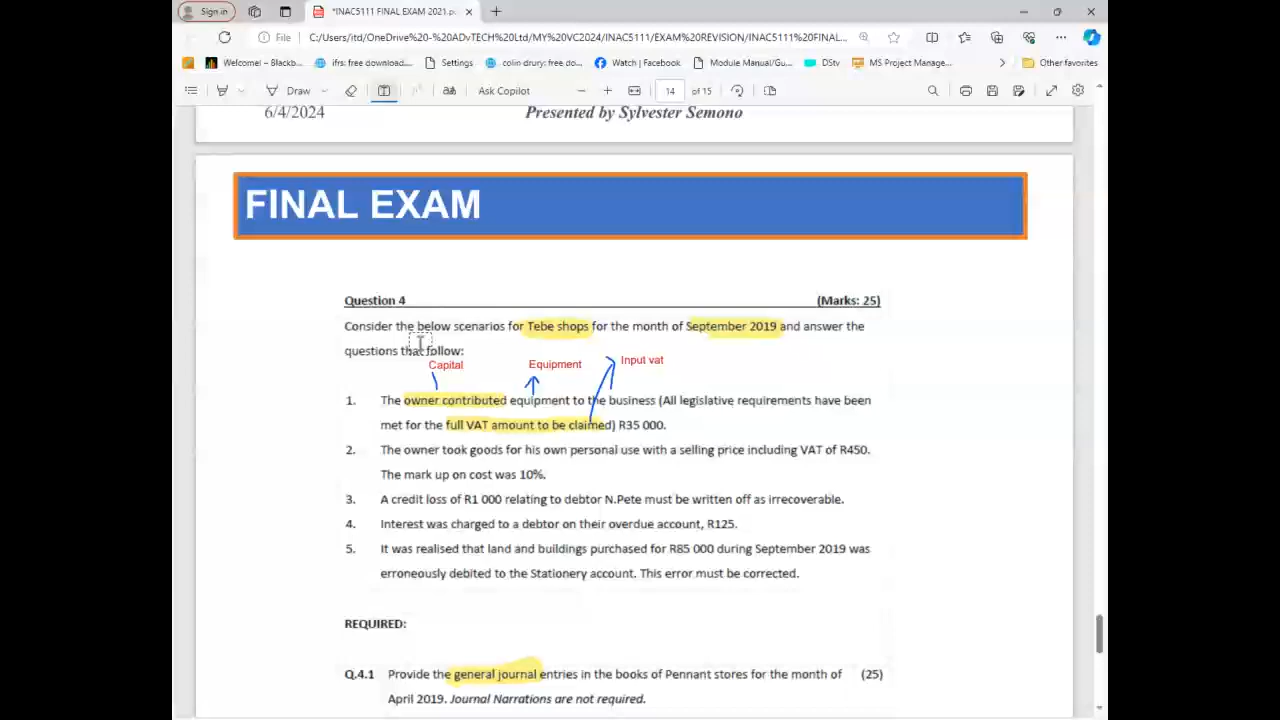 Sign in
*INAC5111 FINAL EXAM 2021.p
File
C:/Users/itd/OneDrive%20-%20ADvTECH%20Ltd/MY%20VC2024/INAC5111/EXAM%20REVISION/INAC5111%20FINAL...
Welcome! – Blackb...
ifrs: free download...
Settings
colin drury: free do...
Watch | Facebook
Module Manual/Gu...
DStv
MS Project Manage...
Other favorites
Draw
Ask Copilot
14 of 15
6/4/2024
Presented by Sylvester Semono
FINAL EXAM
Question 4 (Marks: 25)
Consider the below scenarios for Tebe shops for the month of September 2019 and answer the
questions that follow:
Capital Equipment Input vat
1. The owner contributed equipment to the business (All legislative requirements have been
met for the full VAT amount to be claimed) R35 000.
2. The owner took goods for his own personal use with a selling price including VAT of R450.
The mark up on cost was 10%.
3. A credit loss of R1 000 relating to debtor N.Pete must be written off as irrecoverable.
4. Interest was charged to a debtor on their overdue account, R125.
5. It was realised that land and buildings purchased for R85 000 during September 2019 was
erroneously debited to the Stationery account. This error must be corrected.
REQUIRED:
Q.4.1 Provide the general journal entries in the books of Pennant stores for the month of (25)
April 2019. Journal Narrations are not required.